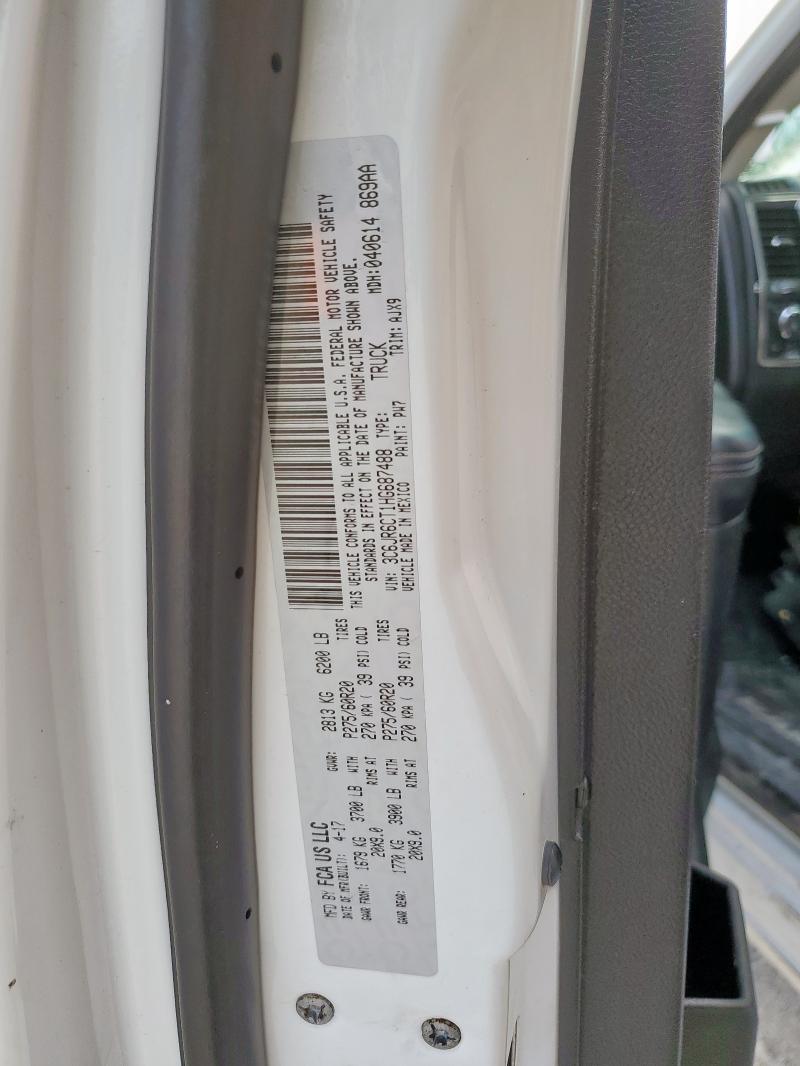 MFD BY FCA US LLC
DATE OF MFR(BUILT): 4-17 GVWR: 2813 KG 6200 LB
GAWR FRONT: 1679 KG 3700 LB WITH P275/60R20 TIRES
20X9.0 RIMS AT 270 KPA ( 39 PSI) COLD
GAWR REAR: 1770 KG 3900 LB WITH P275/60R20 TIRES
20X9.0 RIMS AT 270 KPA ( 39 PSI) COLD
THIS VEHICLE CONFORMS TO ALL APPLICABLE U.S.A. FEDERAL MOTOR VEHICLE SAFETY
STANDARDS IN EFFECT ON THE DATE OF MANUFACTURE SHOWN ABOVE.
VIN: 3C6JR6CT1HG687488 TYPE: TRUCK MDH:040614 869AA
VEHICLE MADE IN MEXICO PAINT: PW7 TRIM: AJX9